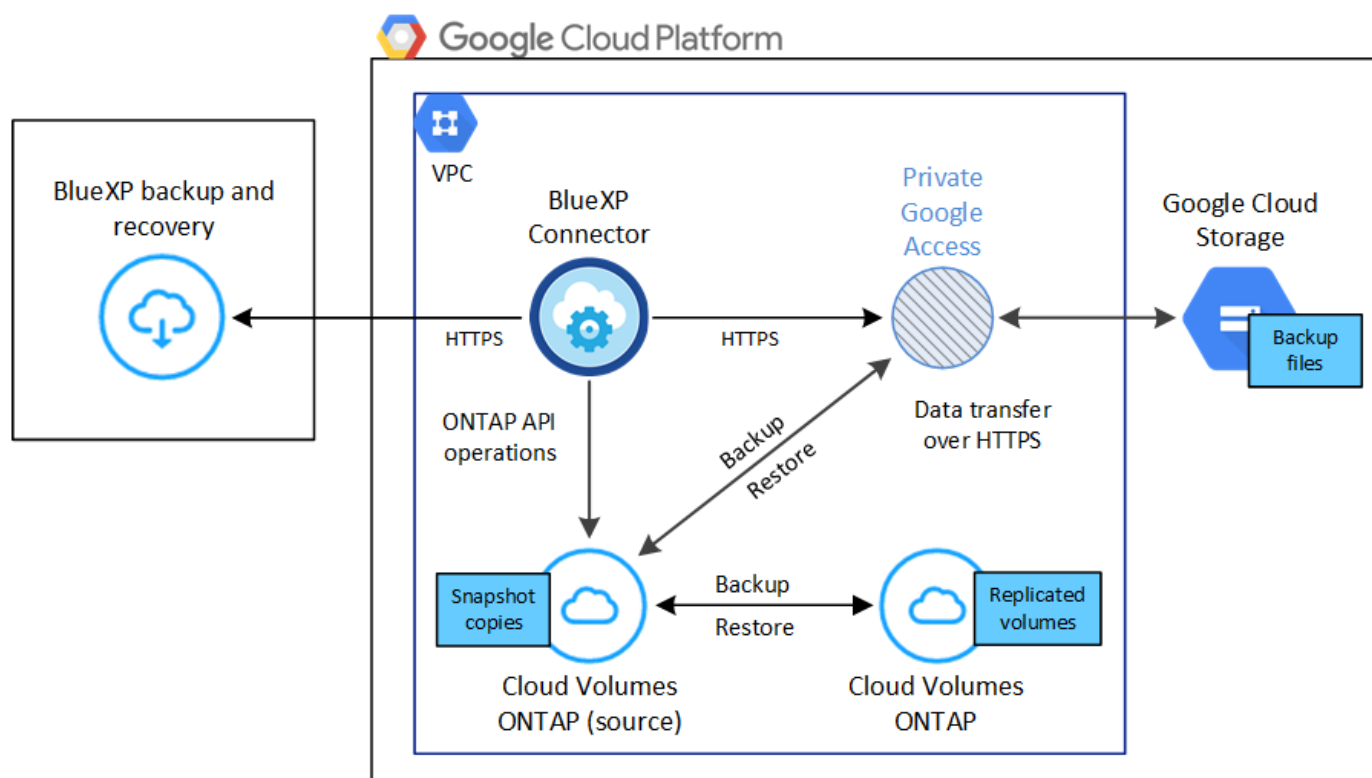 Google Cloud Platform
BlueXP backup and
recovery
VPC
BlueXP
Connector
Private
Google
Access
Google Cloud
Storage
HTTPS
HTTPS
Backup
files
ONTAP API
operations
Backup
Restore
Data transfer
over HTTPS
Snapshot
copies
Backup
Restore
Replicated
volumes
Cloud Volumes
ONTAP (source)
Cloud Volumes
ONTAP